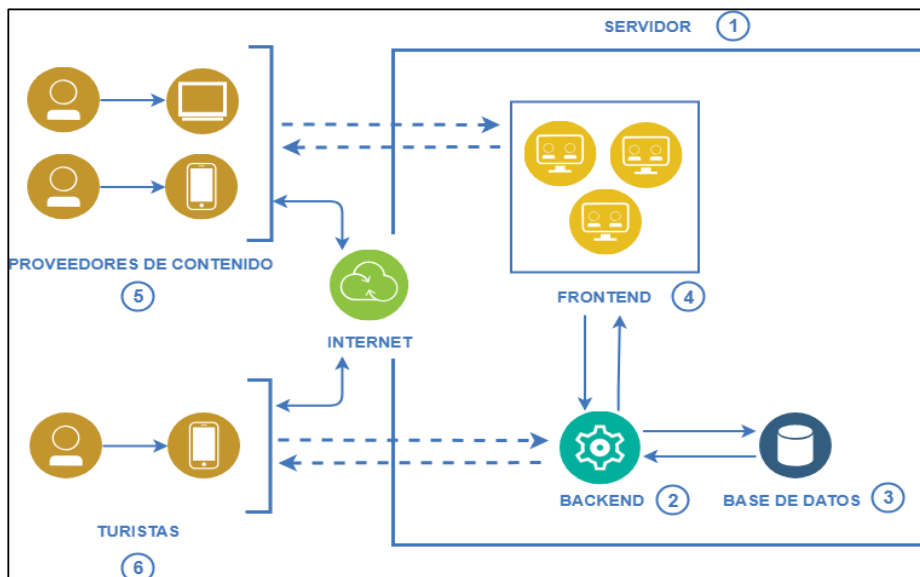 SERVIDOR 1
PROVEEDORES DE CONTENIDO
5
FRONTEND 4
INTERNET
BACKEND 2
BASE DE DATOS 3
TURISTAS
6